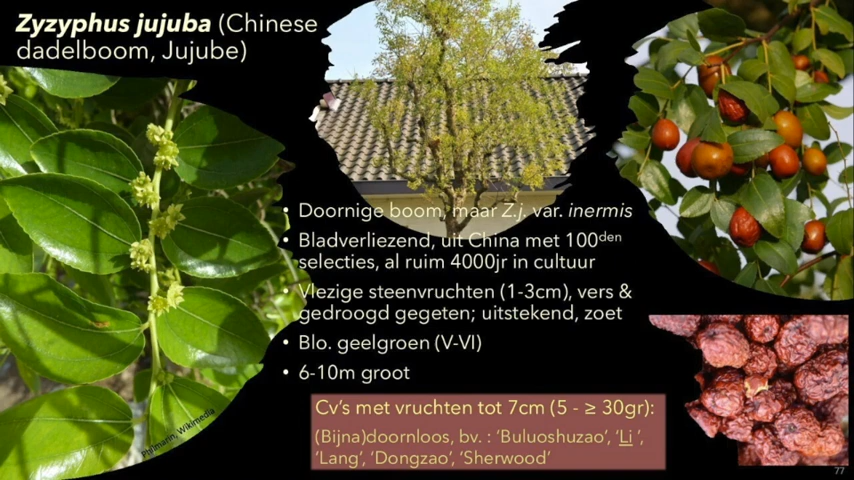 Zyzyphus jujuba (Chinese
dadelboom, Jujube)
• Doornige boom, maar Z.j. var. inermis
• Bladverliezend, uit China met 100den
selecties, al ruim 4000jr in cultuur
• Vlezige steenvruchten (1-3cm), vers &
gedroogd gegeten; uitstekend, zoet
• Blo. geelgroen (V-VI)
• 6-10m groot
Phlmann, Wikimedia
Cv’s met vruchten tot 7cm (5 - ≥ 30gr):
(Bijna)doornloos, bv. : ‘Buluoshuzao’, ‘Li ’,
‘Lang’, ‘Dongzao’, ‘Sherwood’
77